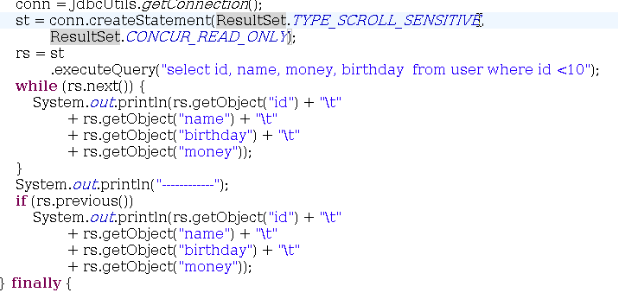 conn = JdbcUtils.getConnection();
st = conn.createStatement(ResultSet.TYPE_SCROLL_SENSITIVE,
ResultSet.CONCUR_READ_ONLY);
rs = st
.executeQuery("select id, name, money, birthday  from user where id <10");
while (rs.next()) {
System.out.println(rs.getObject("id") + "\t"
+ rs.getObject("name") + "\t"
+ rs.getObject("birthday") + "\t"
+ rs.getObject("money"));
}
System.out.println("------------");
if (rs.previous())
System.out.println(rs.getObject("id") + "\t"
+ rs.getObject("name") + "\t"
+ rs.getObject("birthday") + "\t"
+ rs.getObject("money"));
} finally {